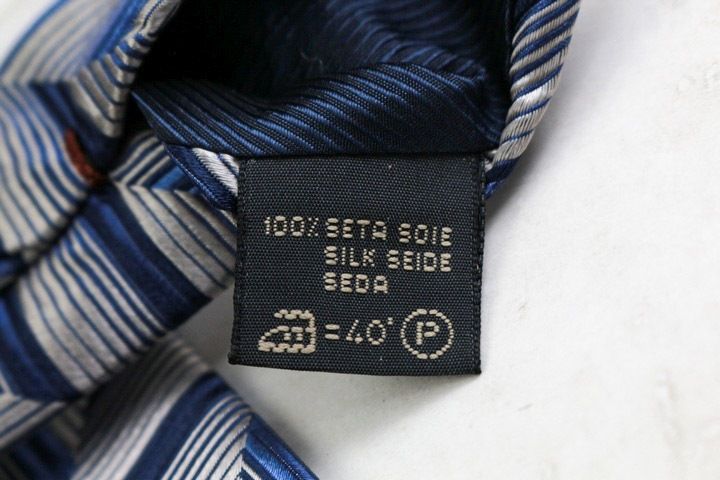 100% SETA SOIE
SILK SEIDE
SEDA
=40° P